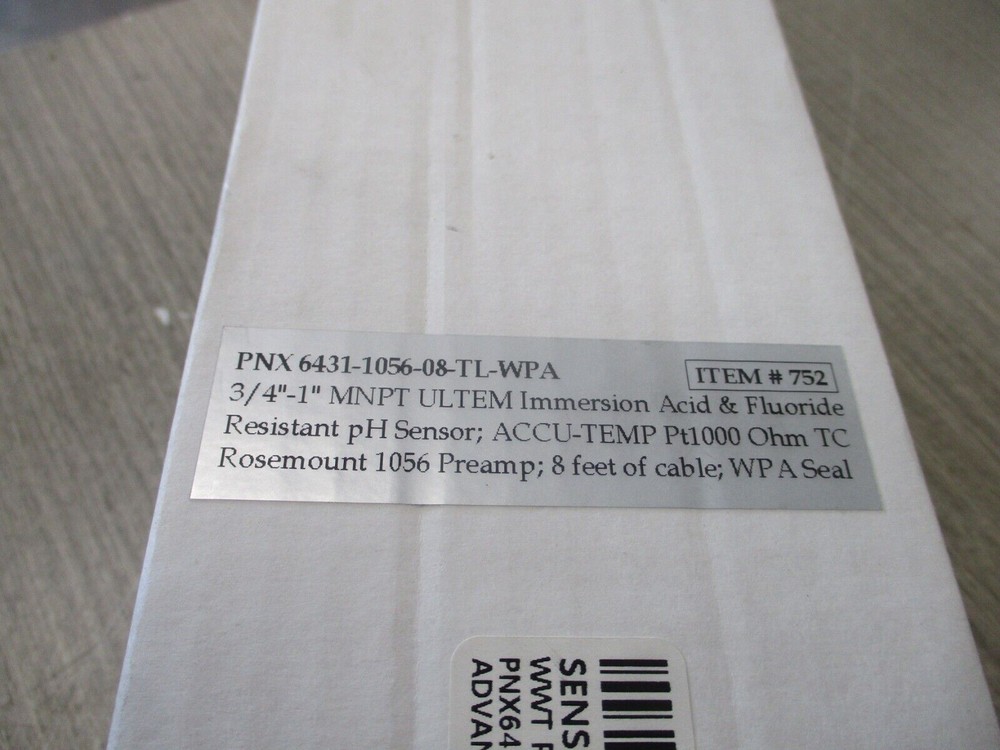 PNX 6431-1056-08-TL-WPA
ITEM # 752
3/4"-1" MNPT ULTEM Immersion Acid & Fluoride
Resistant pH Sensor; ACCU-TEMP Pt1000 Ohm TC
Rosemount 1056 Preamp; 8 feet of cable; WPA Seal
SENS
WWT
PNX64
ADVAN